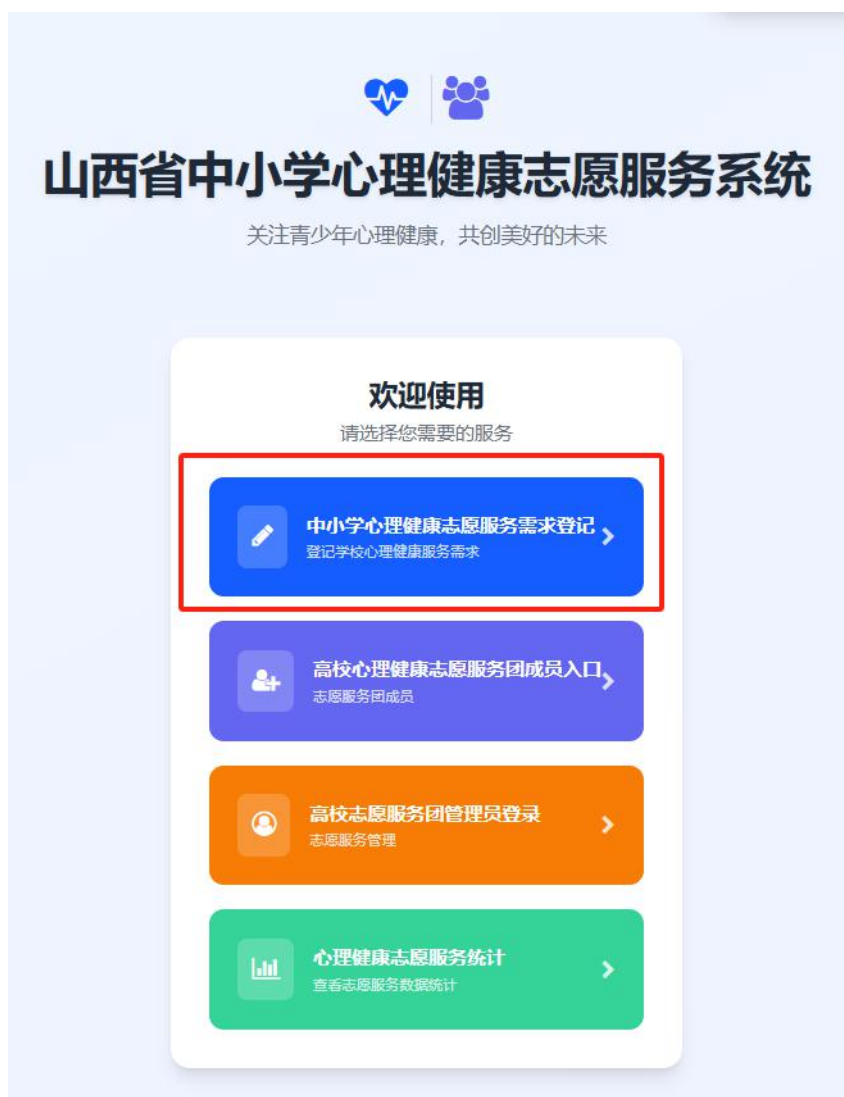 山西省中小学心理健康志愿服务系统
关注青少年心理健康，共创美好的未来
欢迎使用
请选择您需要的服务
中小学心理健康志愿服务需求登记
登记学校心理健康服务需求
高校心理健康志愿服务团成员入口
志愿服务团成员
高校志愿服务团管理员登录
志愿服务管理
心理健康志愿服务统计
查看志愿服务数据统计